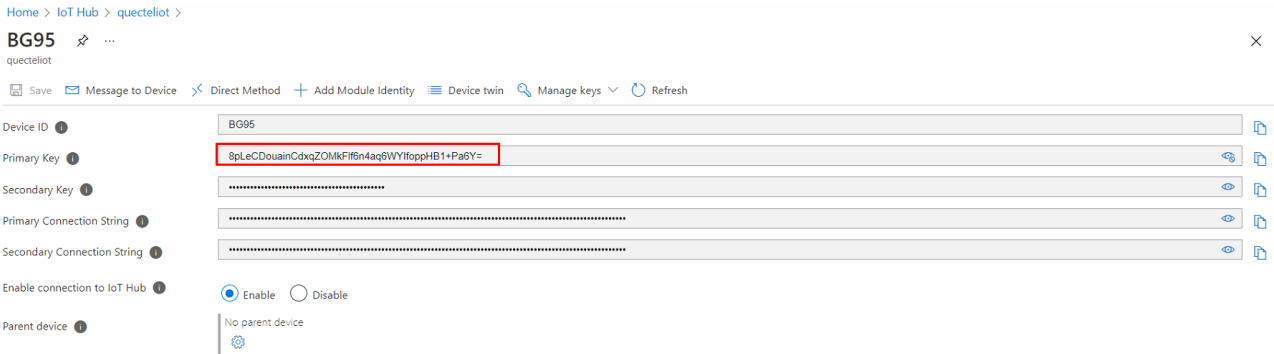 Home > IoT Hub > quecteliot >
BG95 ...
quecteliot
Save Message to Device Direct Method Add Module Identity Device twin Manage keys Refresh
Device ID BG95
Primary Key 8pLeCDouainCdxqZOMkFIf6n4aq6WYIfoppHB1+Pa6Y=
Secondary Key ••••••••••••••••••••••••••••••••••••••••••••
Primary Connection String ••••••••••••••••••••••••••••••••••••••••••••••••••••••••••••••••••••••••••••••••••••••••••••••••••••••••••••
Secondary Connection String ••••••••••••••••••••••••••••••••••••••••••••••••••••••••••••••••••••••••••••••••••••••••••••••••••••••••••••
Enable connection to IoT Hub Enable Disable
Parent device No parent device